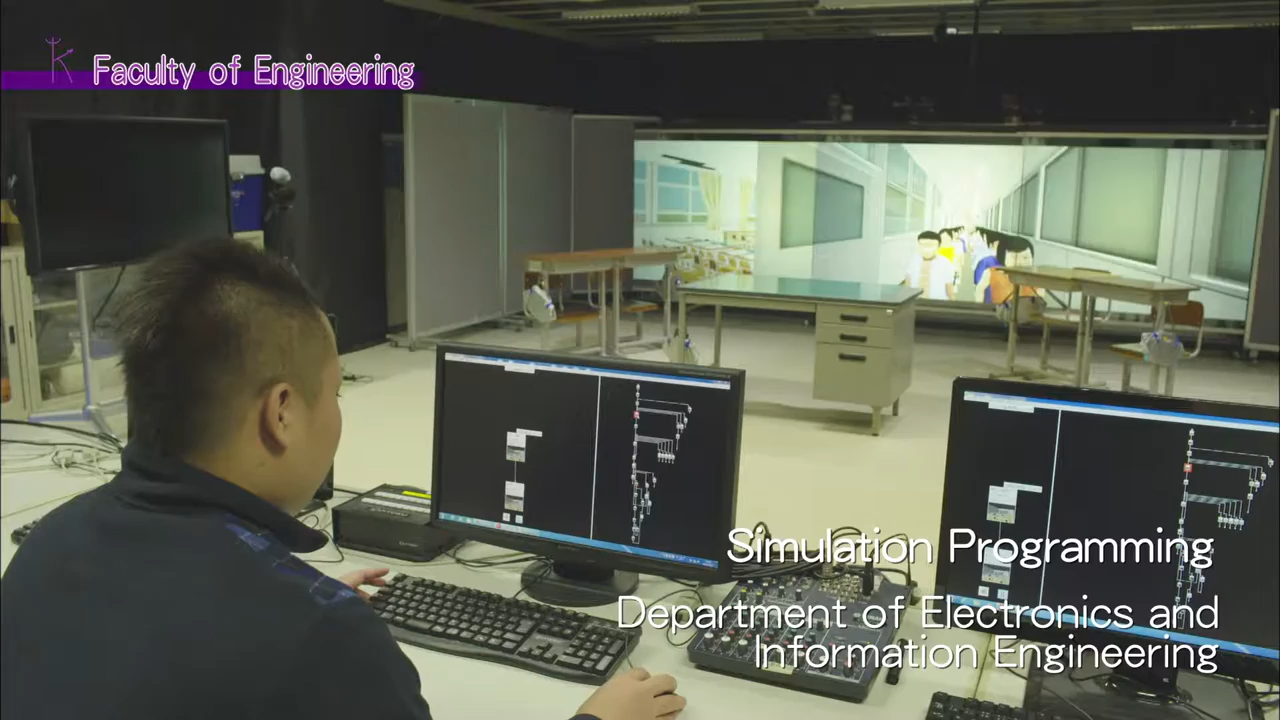 Faculty of Engineering
Simulation Programming
Department of Electronics and
Information Engineering